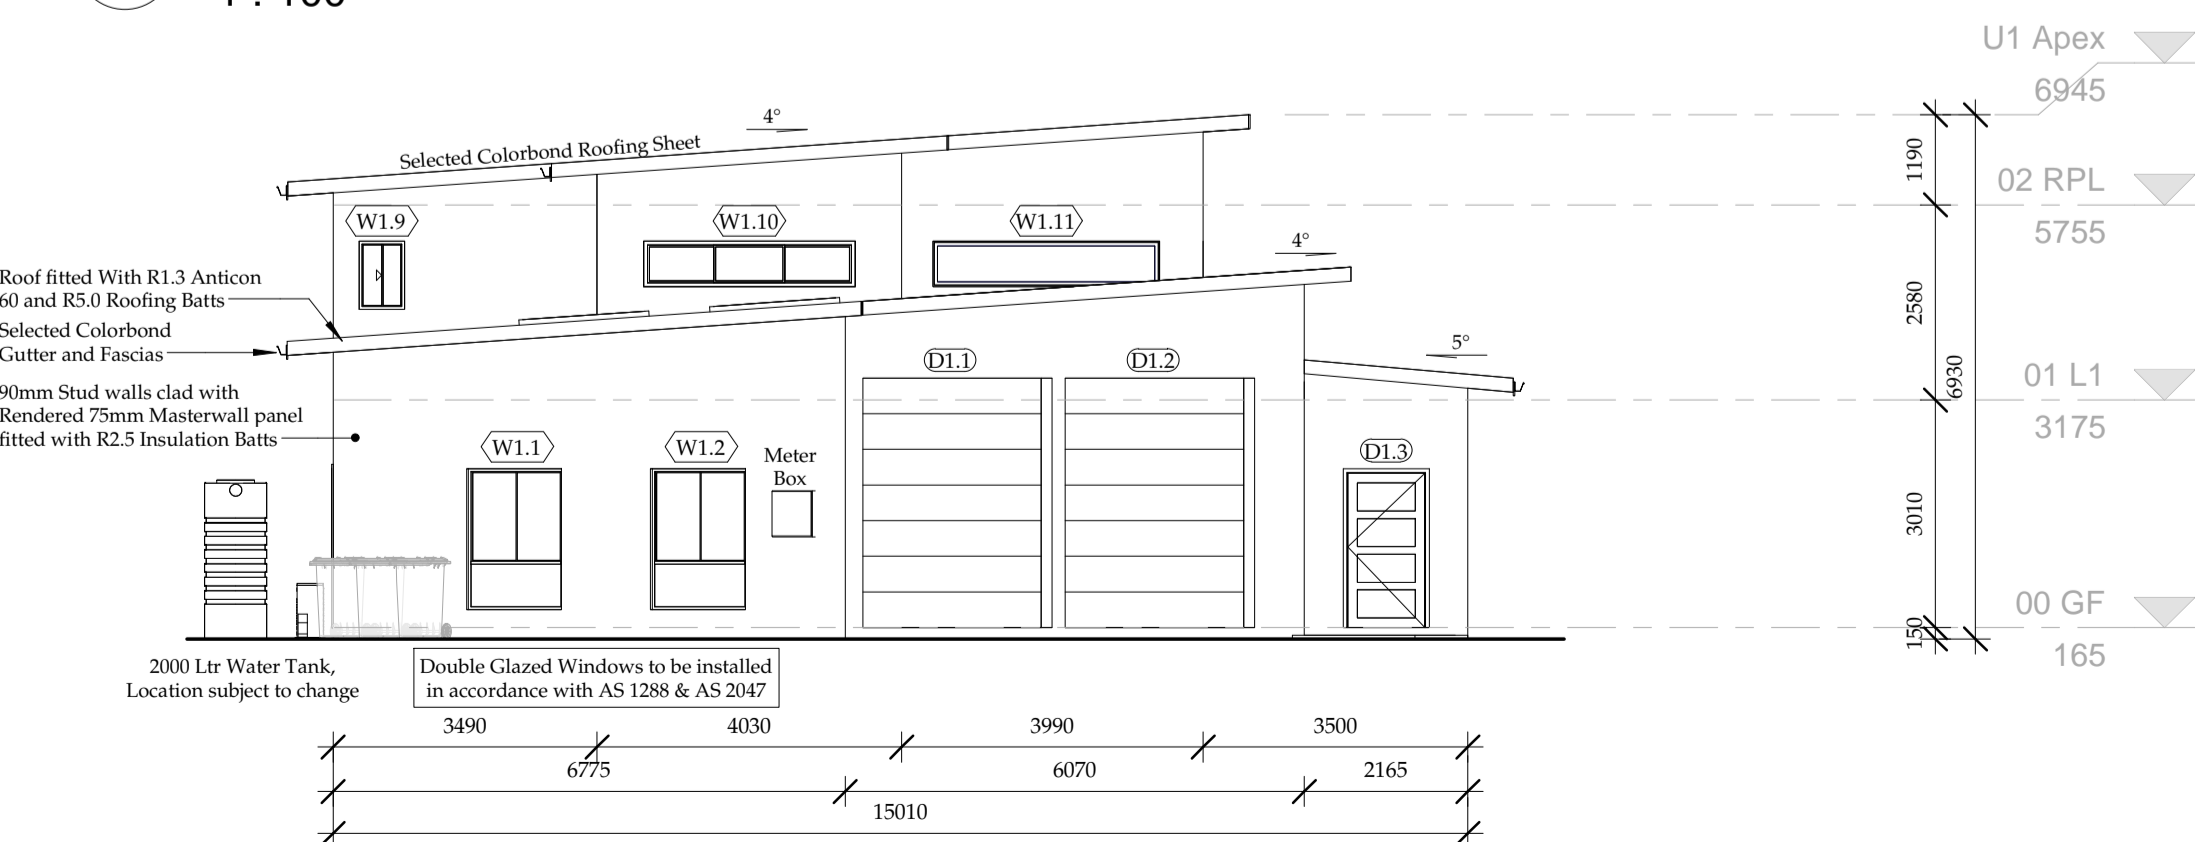 1 : 100
U1 Apex
6945
4°
Selected Colorbond Roofing Sheet
1190
02 RPL
5755
W1.9
W1.10
W1.11
4°
Roof fitted With R1.3 Anticon
60 and R5.0 Roofing Batts
Selected Colorbond
Gutter and Fascias
2580
5°
D1.1
D1.2
6930
01 L1
3175
90mm Stud walls clad with
Rendered 75mm Masterwall panel
fitted with R2.5 Insulation Batts
W1.1
W1.2
Meter
Box
D1.3
3010
00 GF
165
150
2000 Ltr Water Tank,
Location subject to change
Double Glazed Windows to be installed
in accordance with AS 1288 & AS 2047
3490
4030
3990
3500
6775
6070
2165
15010